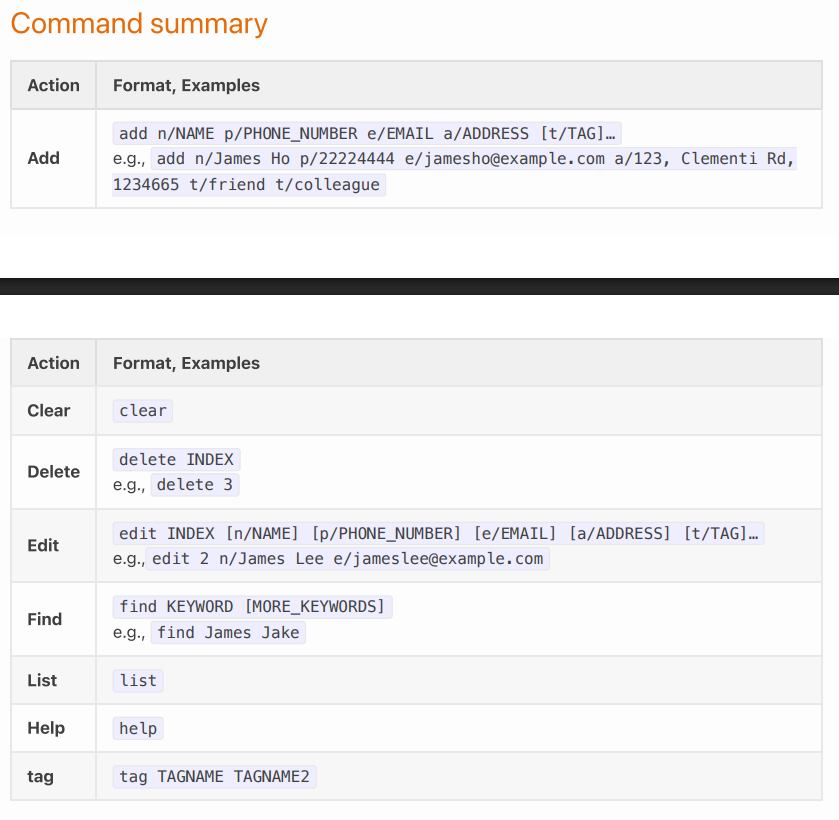 Command summary
Action Format, Examples
Add
add n/NAME p/PHONE_NUMBER e/EMAIL a/ADDRESS [t/TAG]…
e.g., add n/James Ho p/22224444 e/jamesho@example.com a/123, Clementi Rd,
1234665 t/friend t/colleague
Action Format, Examples
Clear clear
Delete
delete INDEX
e.g., delete 3
Edit
edit INDEX [n/NAME] [p/PHONE_NUMBER] [e/EMAIL] [a/ADDRESS] [t/TAG]…
e.g., edit 2 n/James Lee e/jameslee@example.com
Find
find KEYWORD [MORE_KEYWORDS]
e.g., find James Jake
List list
Help help
tag tag TAGNAME TAGNAME2